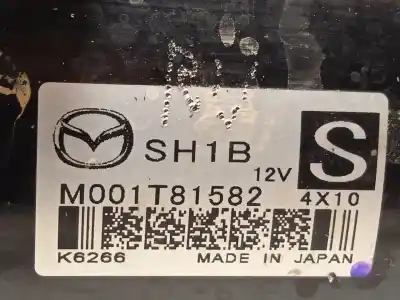 SH1B
12V
S
M001T81582
4X10
K6266
MADE IN JAPAN